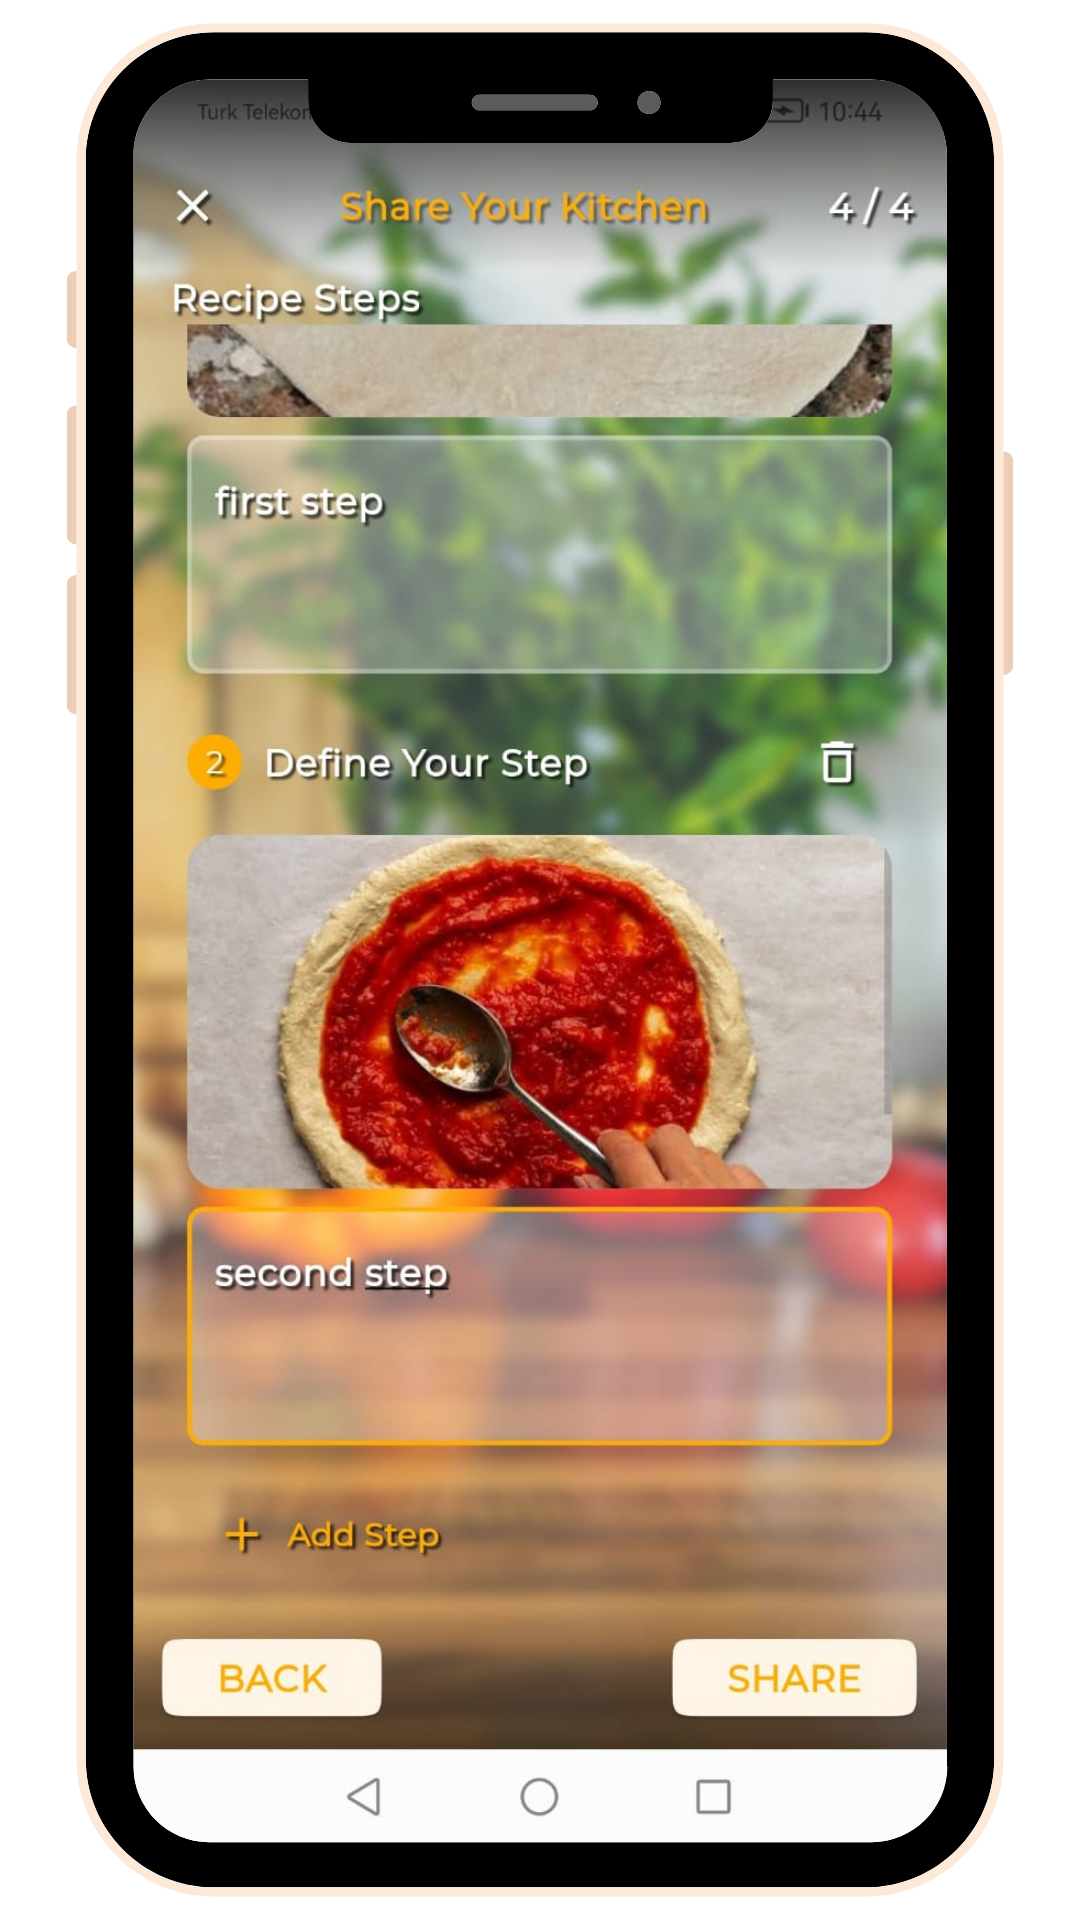 Turk Teleko
10:44
Share Your Kitchen
4 / 4
Recipe Steps
first step
2
Define Your Step
second step
Add Step
BACK
SHARE